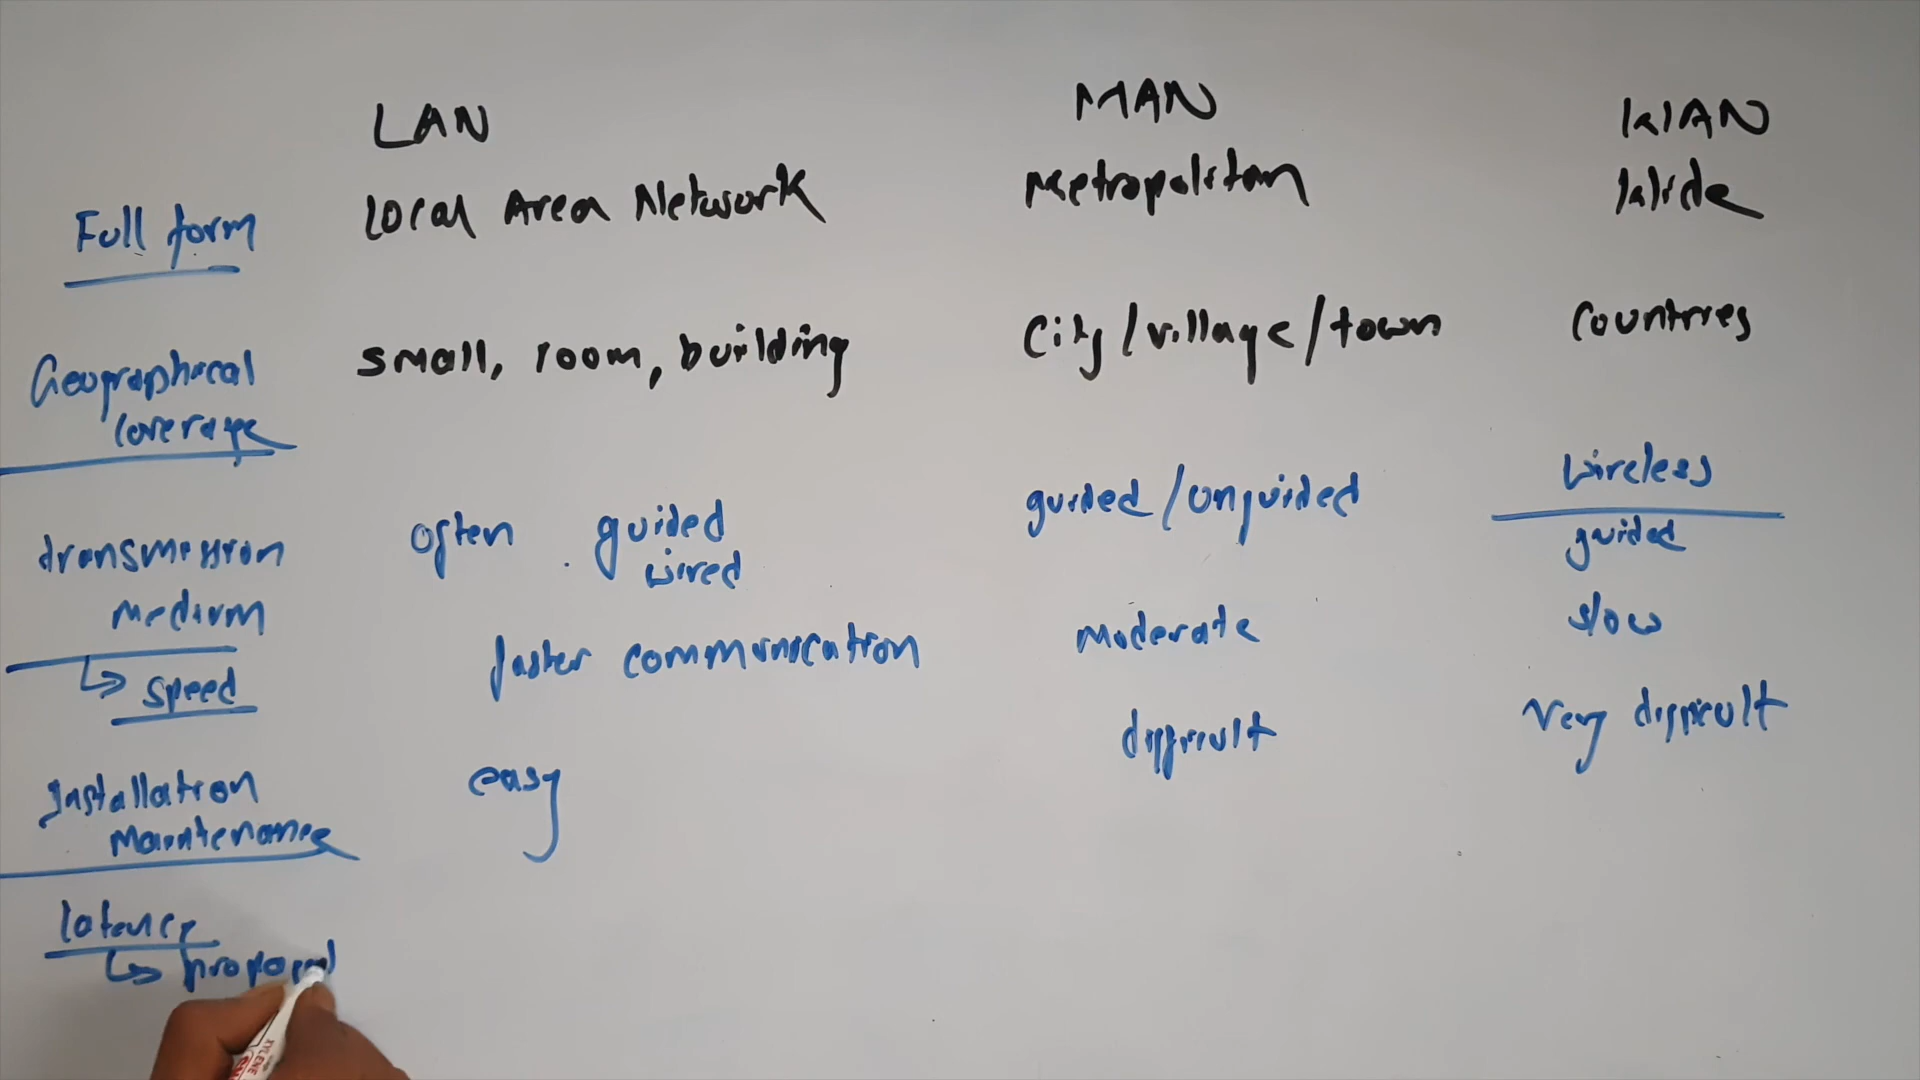 LAN MAN WAN
Full form Local Area Network Metropolitan Wide
Geographical small, room, building City/village/town Countries
coverage
transmission often guided guided/unguided wireless
wired guided
medium
↳ speed faster communication moderate slow
Installation easy difficult Very difficult
Maintenance
latency
↳
XYLENE